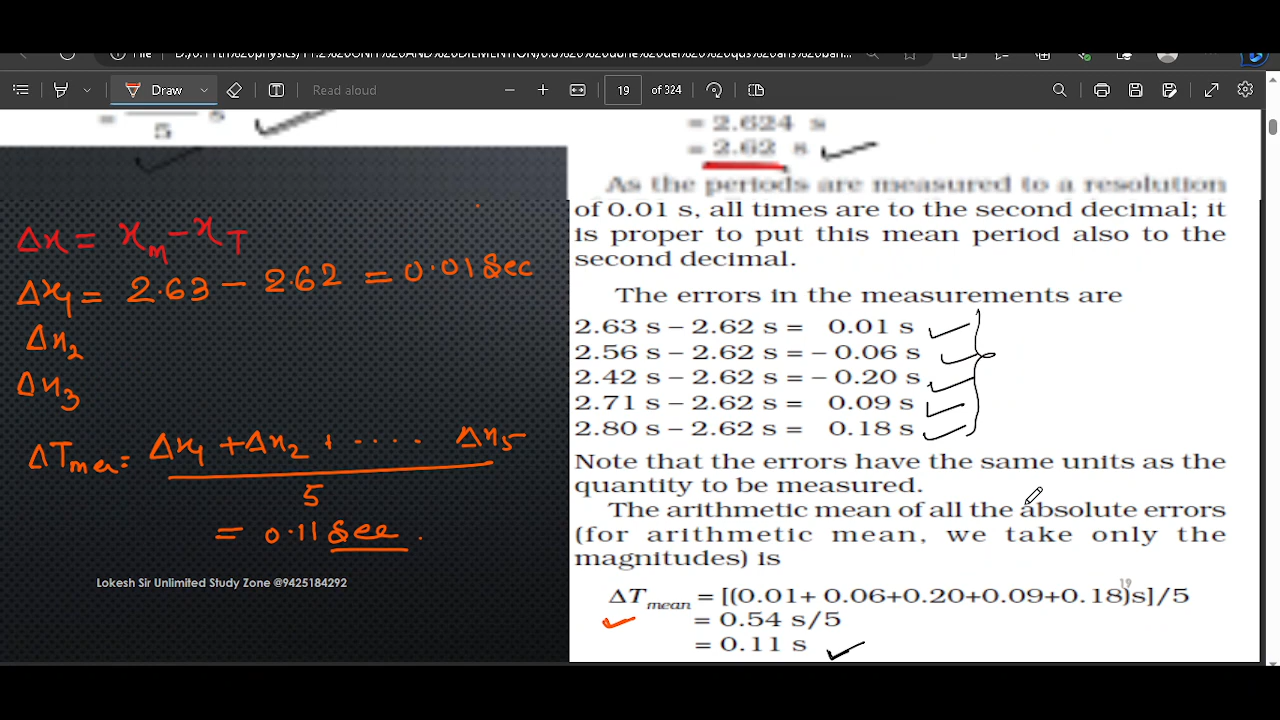 Draw
Read aloud
19 of 324
= 5 s
Δx = xm - xT
Δx1 = 2.63 - 2.62 = 0.01 Sec
Δx2
Δx3
ΔTmea = Δx1 + Δx2 + .... Δx5
5
= 0.11 Sec.
Lokesh Sir Unlimited Study Zone @9425184292
= 2.624 s
= 2.62 s
As the periods are measured to a resolution
of 0.01 s, all times are to the second decimal; it
is proper to put this mean period also to the
second decimal.
The errors in the measurements are
2.63 s – 2.62 s = 0.01 s
2.56 s – 2.62 s = – 0.06 s
2.42 s – 2.62 s = – 0.20 s
2.71 s – 2.62 s = 0.09 s
2.80 s – 2.62 s = 0.18 s
Note that the errors have the same units as the
quantity to be measured.
The arithmetic mean of all the absolute errors
(for arithmetic mean, we take only the
magnitudes) is
19
ΔTmean = [(0.01+ 0.06+0.20+0.09+0.18)s]/5
= 0.54 s/5
= 0.11 s